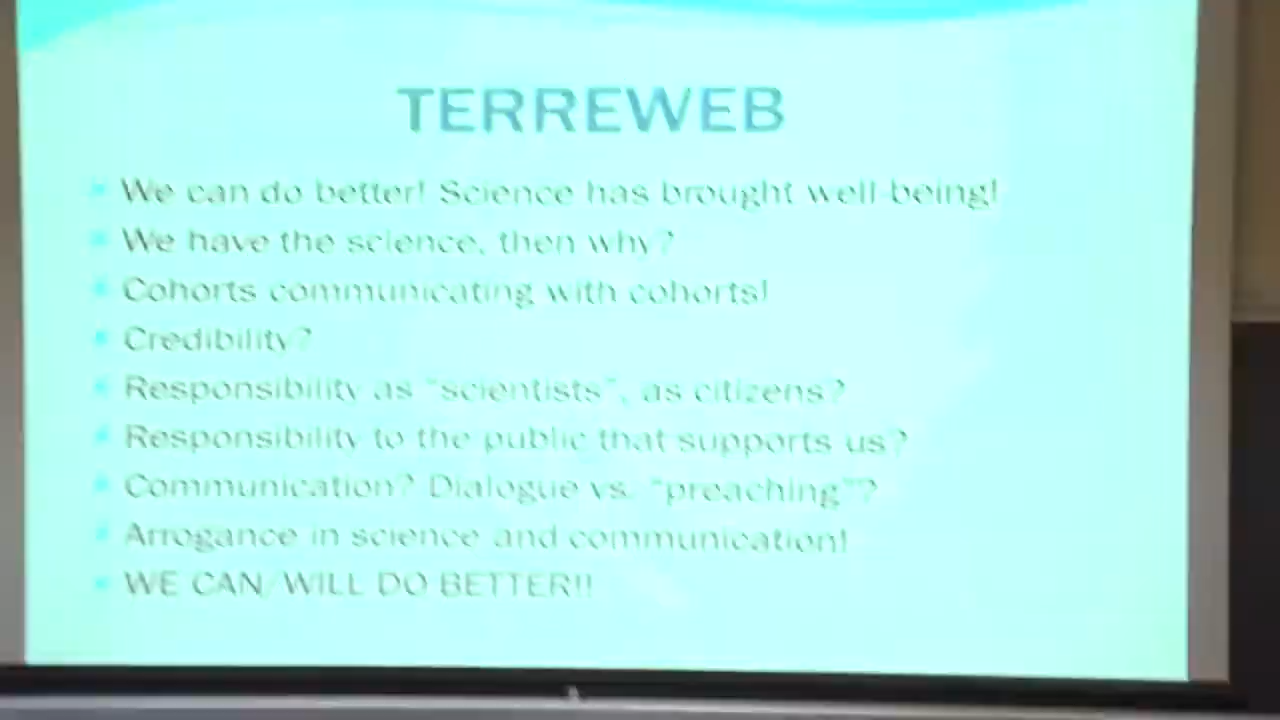 TERREWEB
We can do better! Science has brought well-being!
We have the science, then why?
Cohorts communicating with cohorts!
Credibility?
Responsibility as "scientists", as citizens?
Responsibility to the public that supports us?
Communication? Dialogue vs. "preaching"?
Arrogance in science and communication!
WE CAN/WILL DO BETTER!!